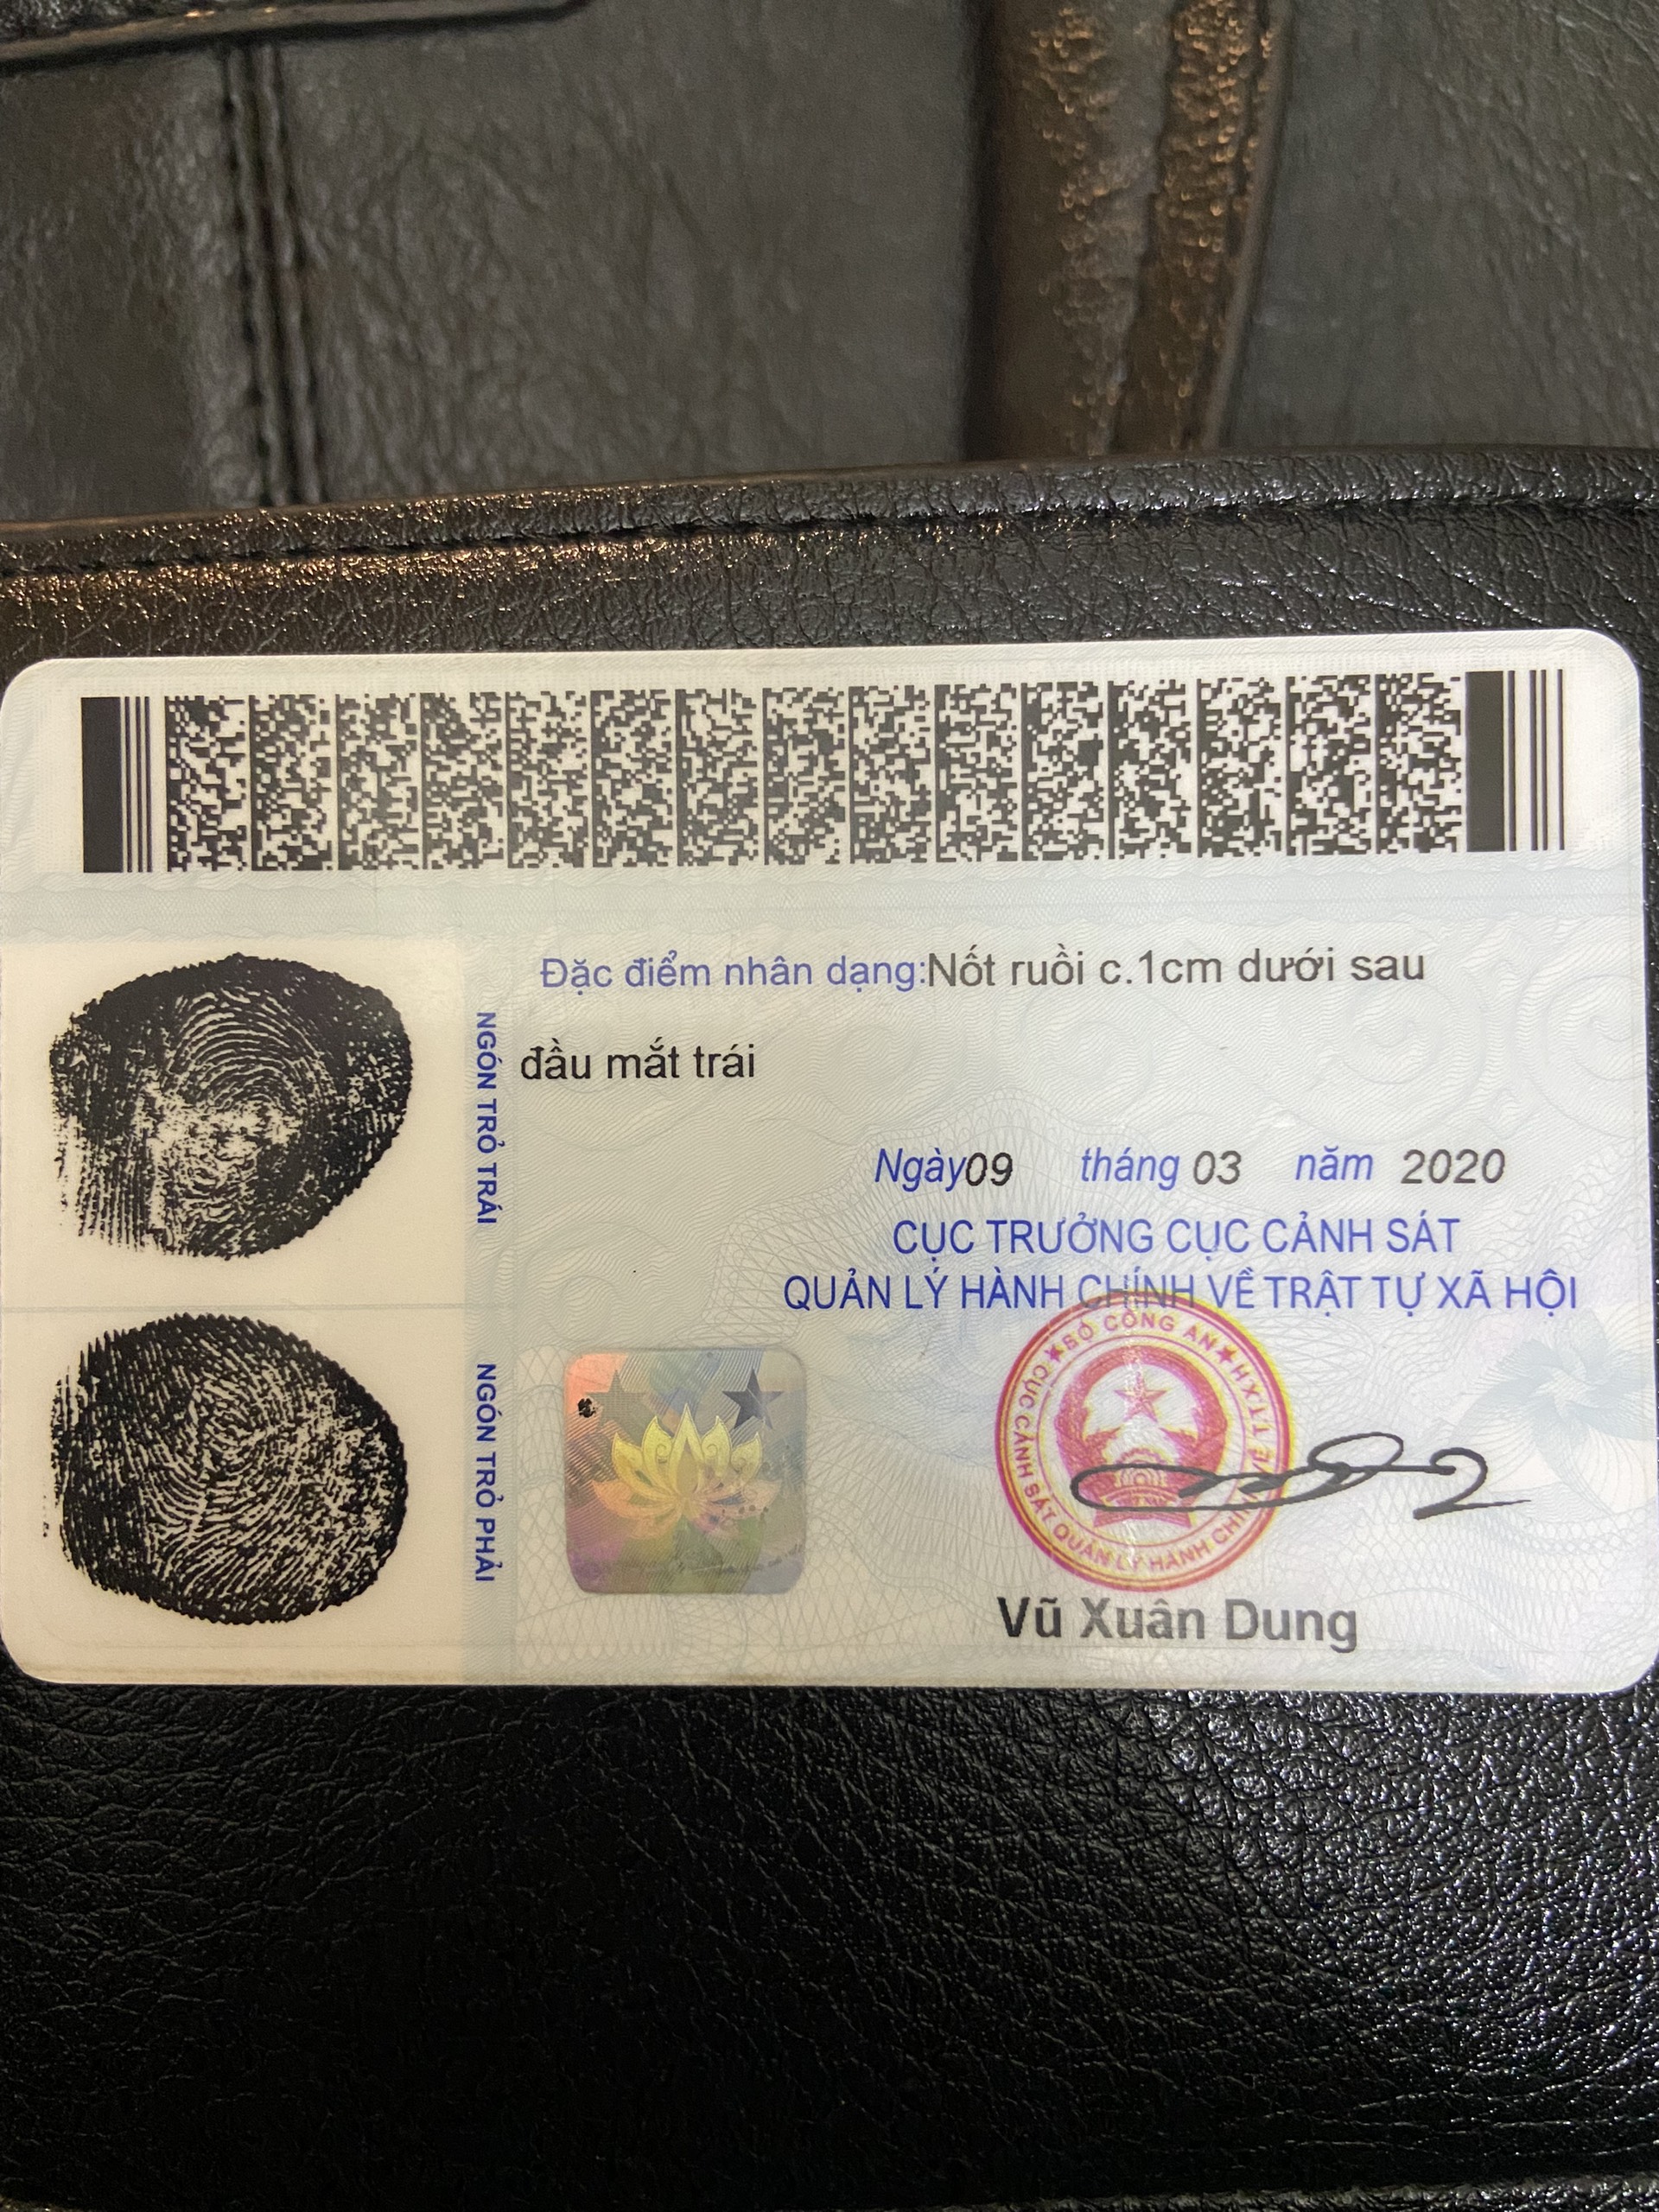 Đặc điểm nhân dạng:Nốt ruồi c.1cm dưới sau
đầu mắt trái
NGÓN TRỎ TRÁI
NGÓN TRỎ PHẢI
Ngày09 tháng 03 năm 2020
CỤC TRƯỞNG CỤC CẢNH SÁT
QUẢN LÝ HÀNH CHÍNH VỀ TRẬT TỰ XÃ HỘI
★BỘ CÔNG AN★
CỤC CẢNH SÁT QUẢN LÝ HÀNH CHÍNH VỀ TTXH
Vũ Xuân Dung